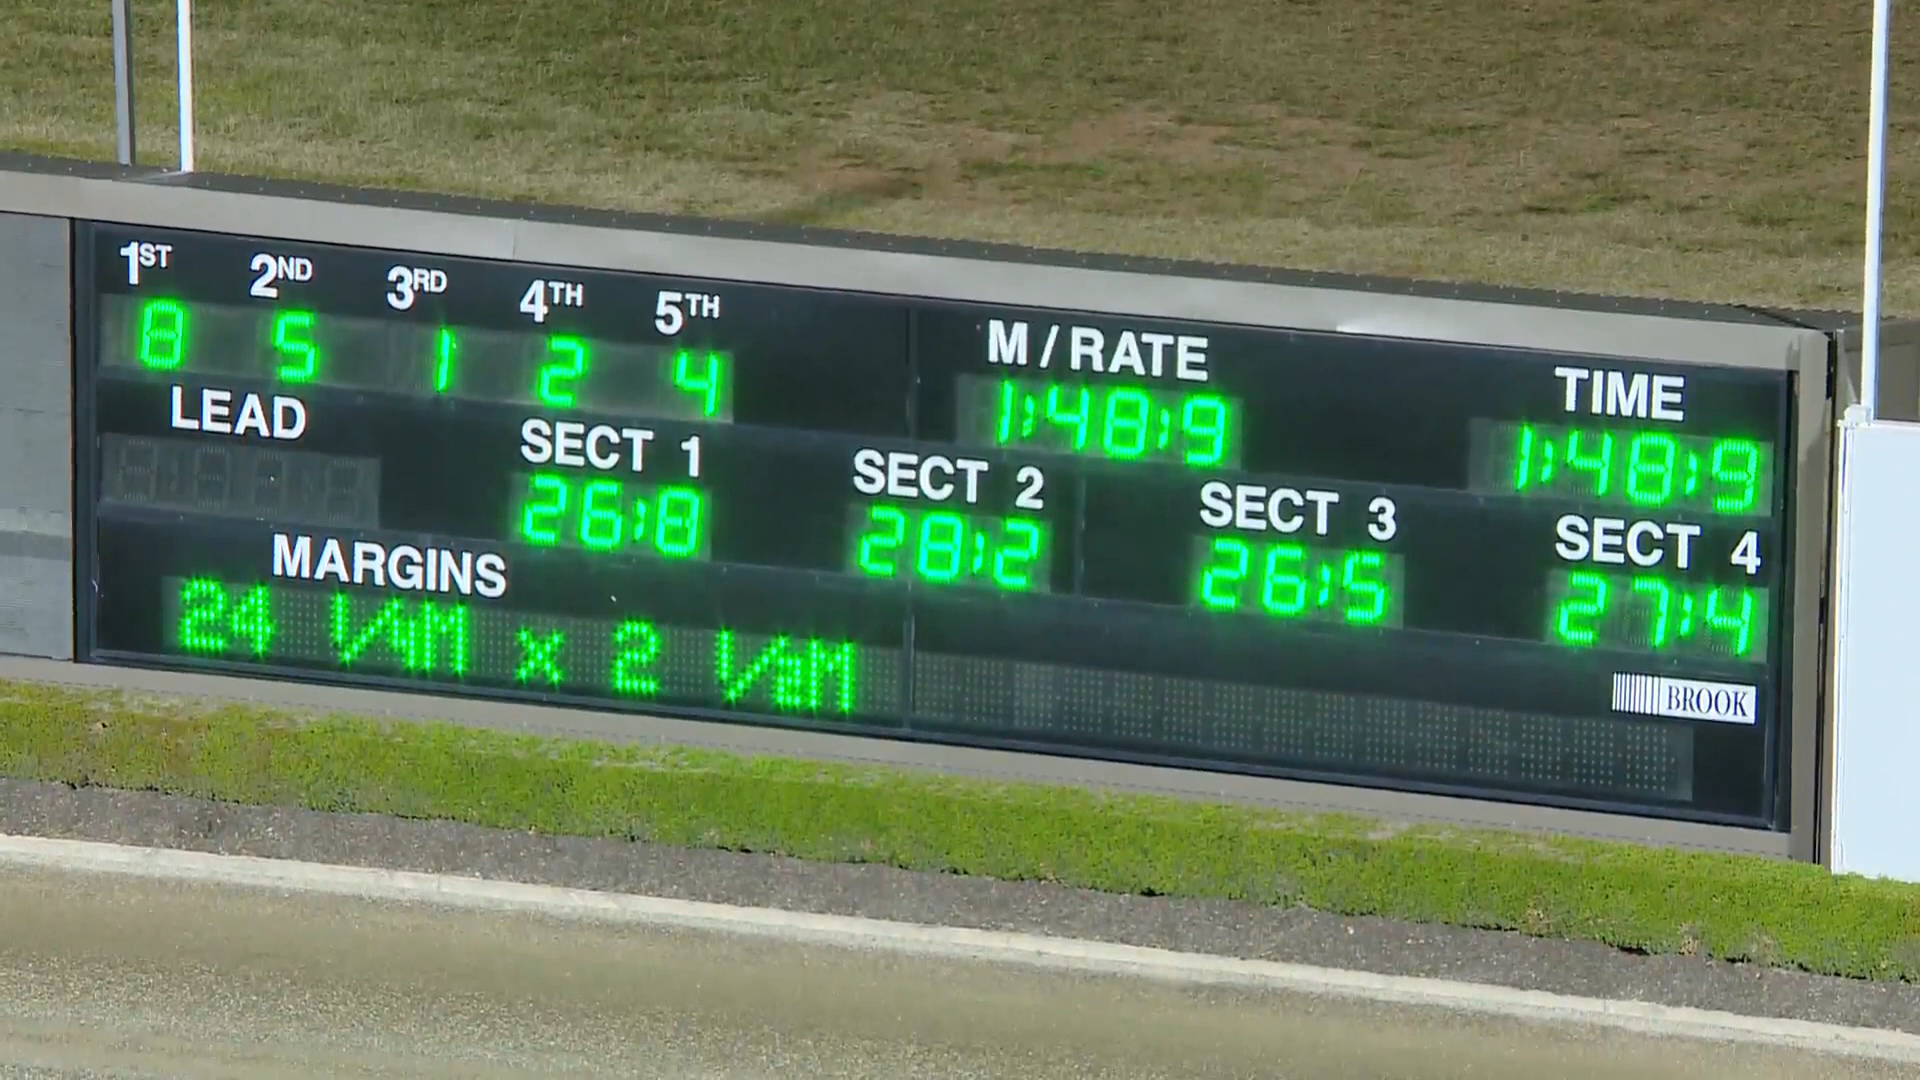 1ST 2ND 3RD 4TH 5TH
8 5 1 2 4
M/RATE TIME
1:48:9 1:48:9
LEAD SECT 1 SECT 2 SECT 3 SECT 4
26:8 28:2 26:5 27:4
MARGINS
24 1/4M x 2 1/2M
BROOK